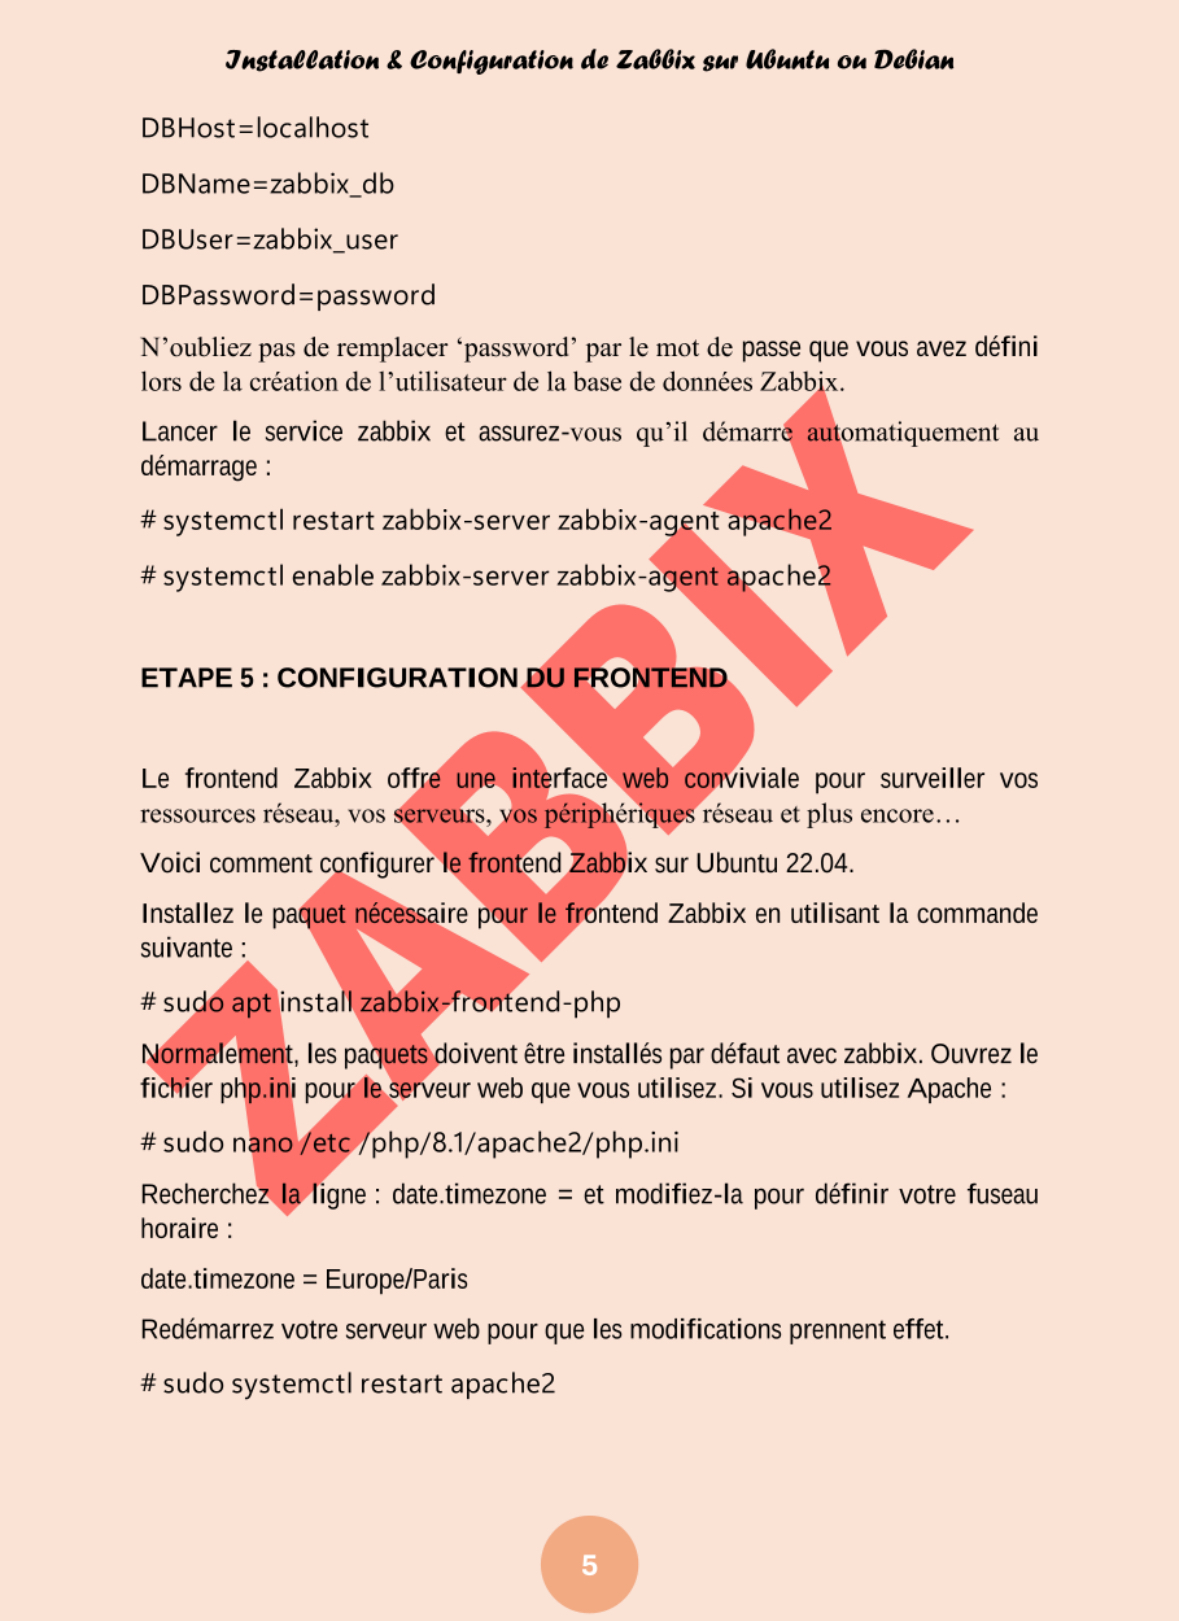 Installation & Configuration de Zabbix sur Ubuntu ou Debian
DBHost=localhost
DBName=zabbix_db
DBUser=zabbix_user
DBPassword=password
N’oubliez pas de remplacer ‘password’ par le mot de passe que vous avez défini
lors de la création de l’utilisateur de la base de données Zabbix.
Lancer le service zabbix et assurez-vous qu’il démarre automatiquement au
démarrage :
# systemctl restart zabbix-server zabbix-agent apache2
# systemctl enable zabbix-server zabbix-agent apache2
ETAPE 5 : CONFIGURATION DU FRONTEND
Le frontend Zabbix offre une interface web conviviale pour surveiller vos
ressources réseau, vos serveurs, vos périphériques réseau et plus encore…
Voici comment configurer le frontend Zabbix sur Ubuntu 22.04.
Installez le paquet nécessaire pour le frontend Zabbix en utilisant la commande
suivante :
# sudo apt install zabbix-frontend-php
Normalement, les paquets doivent être installés par défaut avec zabbix. Ouvrez le
fichier php.ini pour le serveur web que vous utilisez. Si vous utilisez Apache :
# sudo nano /etc /php/8.1/apache2/php.ini
Recherchez la ligne : date.timezone = et modifiez-la pour définir votre fuseau
horaire :
date.timezone = Europe/Paris
Redémarrez votre serveur web pour que les modifications prennent effet.
# sudo systemctl restart apache2
ZABBIX
5